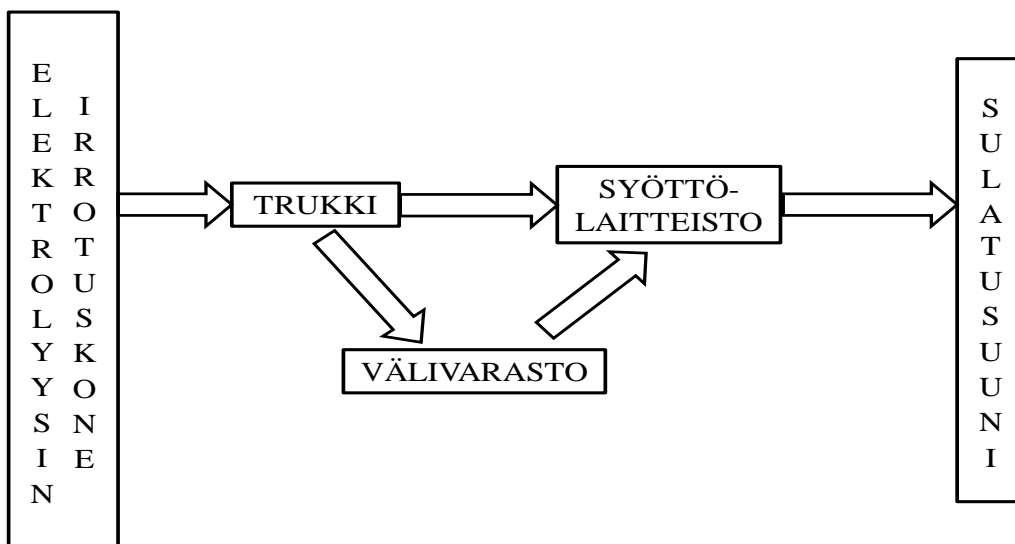 ELEKTROLYYSIN
IRROTUSKONE
TRUKKI
SYÖTTÖ-
LAITTEISTO
VÄLIVARASTO
SULATUSUUNI